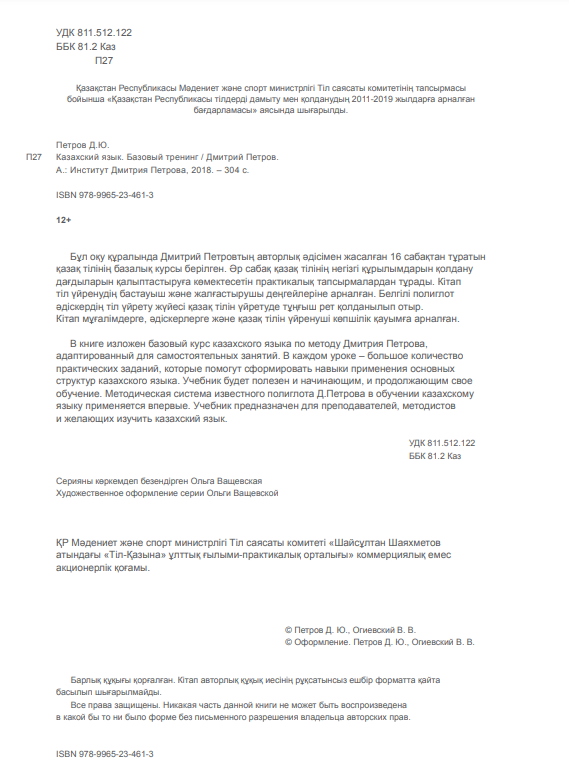 УДК 811.512.122
ББК 81.2 Каз
П27
Қазақстан Республикасы Мәдениет және спорт министрлігі Тіл саясаты комитетінің тапсырмасы
бойынша «Қазақстан Республикасы тілдерді дамыту мен қолданудың 2011-2019 жылдарға арналған
бағдарламасы» аясында шығарылды.
Петров Д.Ю.
П27 Казахский язык. Базовый тренинг / Дмитрий Петров.
А.: Институт Дмитрия Петрова, 2018. – 304 с.
ISBN 978-9965-23-461-3
12+
Бұл оқу құралында Дмитрий Петровтың авторлық әдісімен жасалған 16 сабақтан тұратын
қазақ тілінің базалық курсы берілген. Әр сабақ қазақ тілінің негізгі құрылымдарын қолдану
дағдыларын қалыптастыруға көмектесетін практикалық тапсырмалардан тұрады. Кітап
тіл үйренудің бастауыш және жалғастырушы деңгейлеріне арналған. Белгілі полиглот
әдіскердің тіл үйрету жүйесі қазақ тілін үйретуде тұңғыш рет қолданылып отыр.
Кітап мұғалімдерге, әдіскерлерге және қазақ тілін үйренуші көпшілік қауымға арналған.
В книге изложен базовый курс казахского языка по методу Дмитрия Петрова,
адаптированный для самостоятельных занятий. В каждом уроке – большое количество
практических заданий, которые помогут сформировать навыки применения основных
структур казахского языка. Учебник будет полезен и начинающим, и продолжающим свое
обучение. Методическая система известного полиглота Д.Петрова в обучении казахскому
языку применяется впервые. Учебник предназначен для преподавателей, методистов
и желающих изучить казахский язык.
УДК 811.512.122
ББК 81.2 Каз
Серияны көркемдеп безендірген Ольга Ващевская
Художественное оформление серии Ольги Ващевской
ҚР Мәдениет және спорт министрлігі Тіл саясаты комитеті «Шайсұлтан Шаяхметов
атындағы «Тіл-Қазына» ұлттық ғылыми-практикалық орталығы» коммерциялық емес
акционерлік қоғамы.
© Петров Д. Ю., Огиевский В. В.
© Оформление. Петров Д. Ю., Огиевский В. В.
Барлық құқығы қорғалған. Кітап авторлық құқық иесінің рұқсатынсыз ешбір форматта қайта
басылып шығарылмайды.
Все права защищены. Никакая часть данной книги не может быть воспроизведена
в какой бы то ни было форме без письменного разрешения владельца авторских прав.
ISBN 978-9965-23-461-3